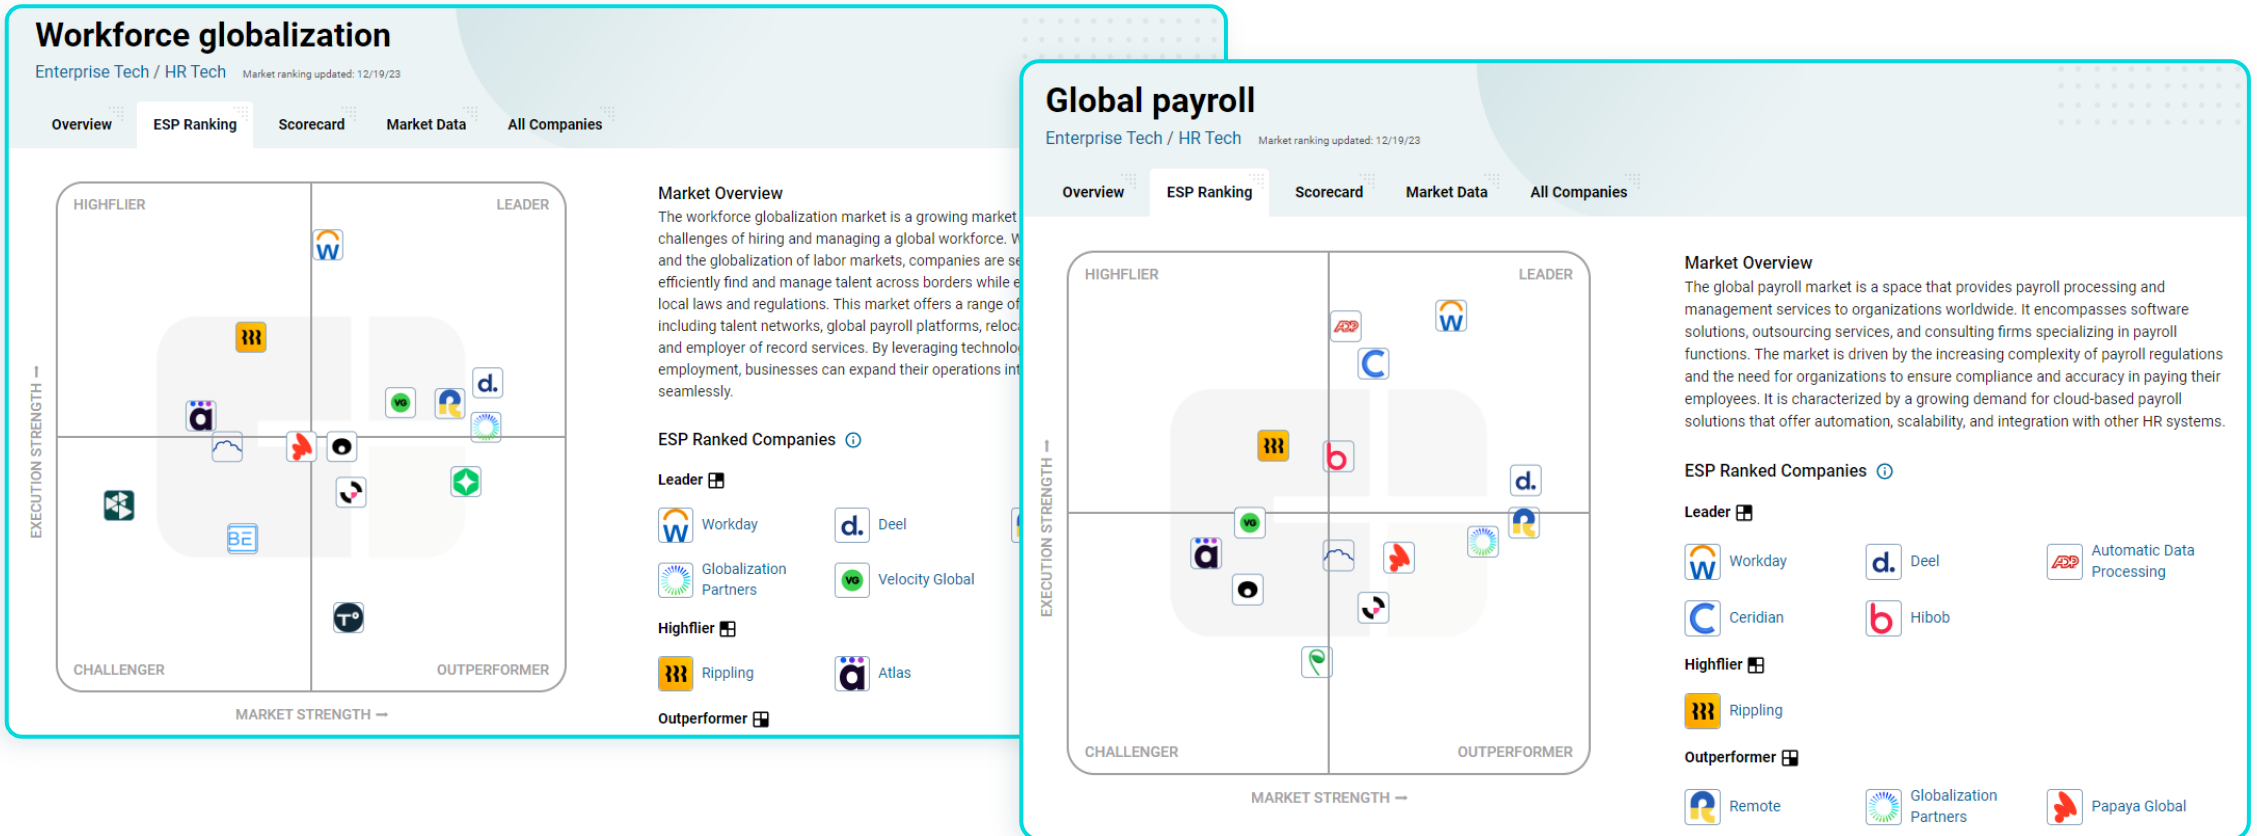 Workforce globalization
Enterprise Tech / HR Tech Market ranking updated: 12/19/23
Overview ESP Ranking Scorecard Market Data All Companies
HIGHFLIER LEADER
W
d.
VG
R
a
BE
T°
CHALLENGER OUTPERFORMER
EXECUTION STRENGTH
MARKET STRENGTH
Market Overview
The workforce globalization market is a growing market
challenges of hiring and managing a global workforce. W
and the globalization of labor markets, companies are se
efficiently find and manage talent across borders while e
local laws and regulations. This market offers a range of
including talent networks, global payroll platforms, reloc
and employer of record services. By leveraging technolo
employment, businesses can expand their operations int
seamlessly.
ESP Ranked Companies
Leader
W Workday d. Deel
Globalization
Partners
VG Velocity Global
Highflier
Rippling a Atlas
Outperformer
Global payroll
Enterprise Tech / HR Tech Market ranking updated: 12/19/23
Overview ESP Ranking Scorecard Market Data All Companies
HIGHFLIER LEADER
ADP
W
C
b
d.
VG
R
a
CHALLENGER OUTPERFORMER
EXECUTION STRENGTH
MARKET STRENGTH
Market Overview
The global payroll market is a space that provides payroll processing and
management services to organizations worldwide. It encompasses software
solutions, outsourcing services, and consulting firms specializing in payroll
functions. The market is driven by the increasing complexity of payroll regulations
and the need for organizations to ensure compliance and accuracy in paying their
employees. It is characterized by a growing demand for cloud-based payroll
solutions that offer automation, scalability, and integration with other HR systems.
ESP Ranked Companies
Leader
W Workday d. Deel ADP Automatic Data
Processing
C Ceridian b Hibob
Highflier
Rippling
Outperformer
R Remote
Globalization
Partners
Papaya Global